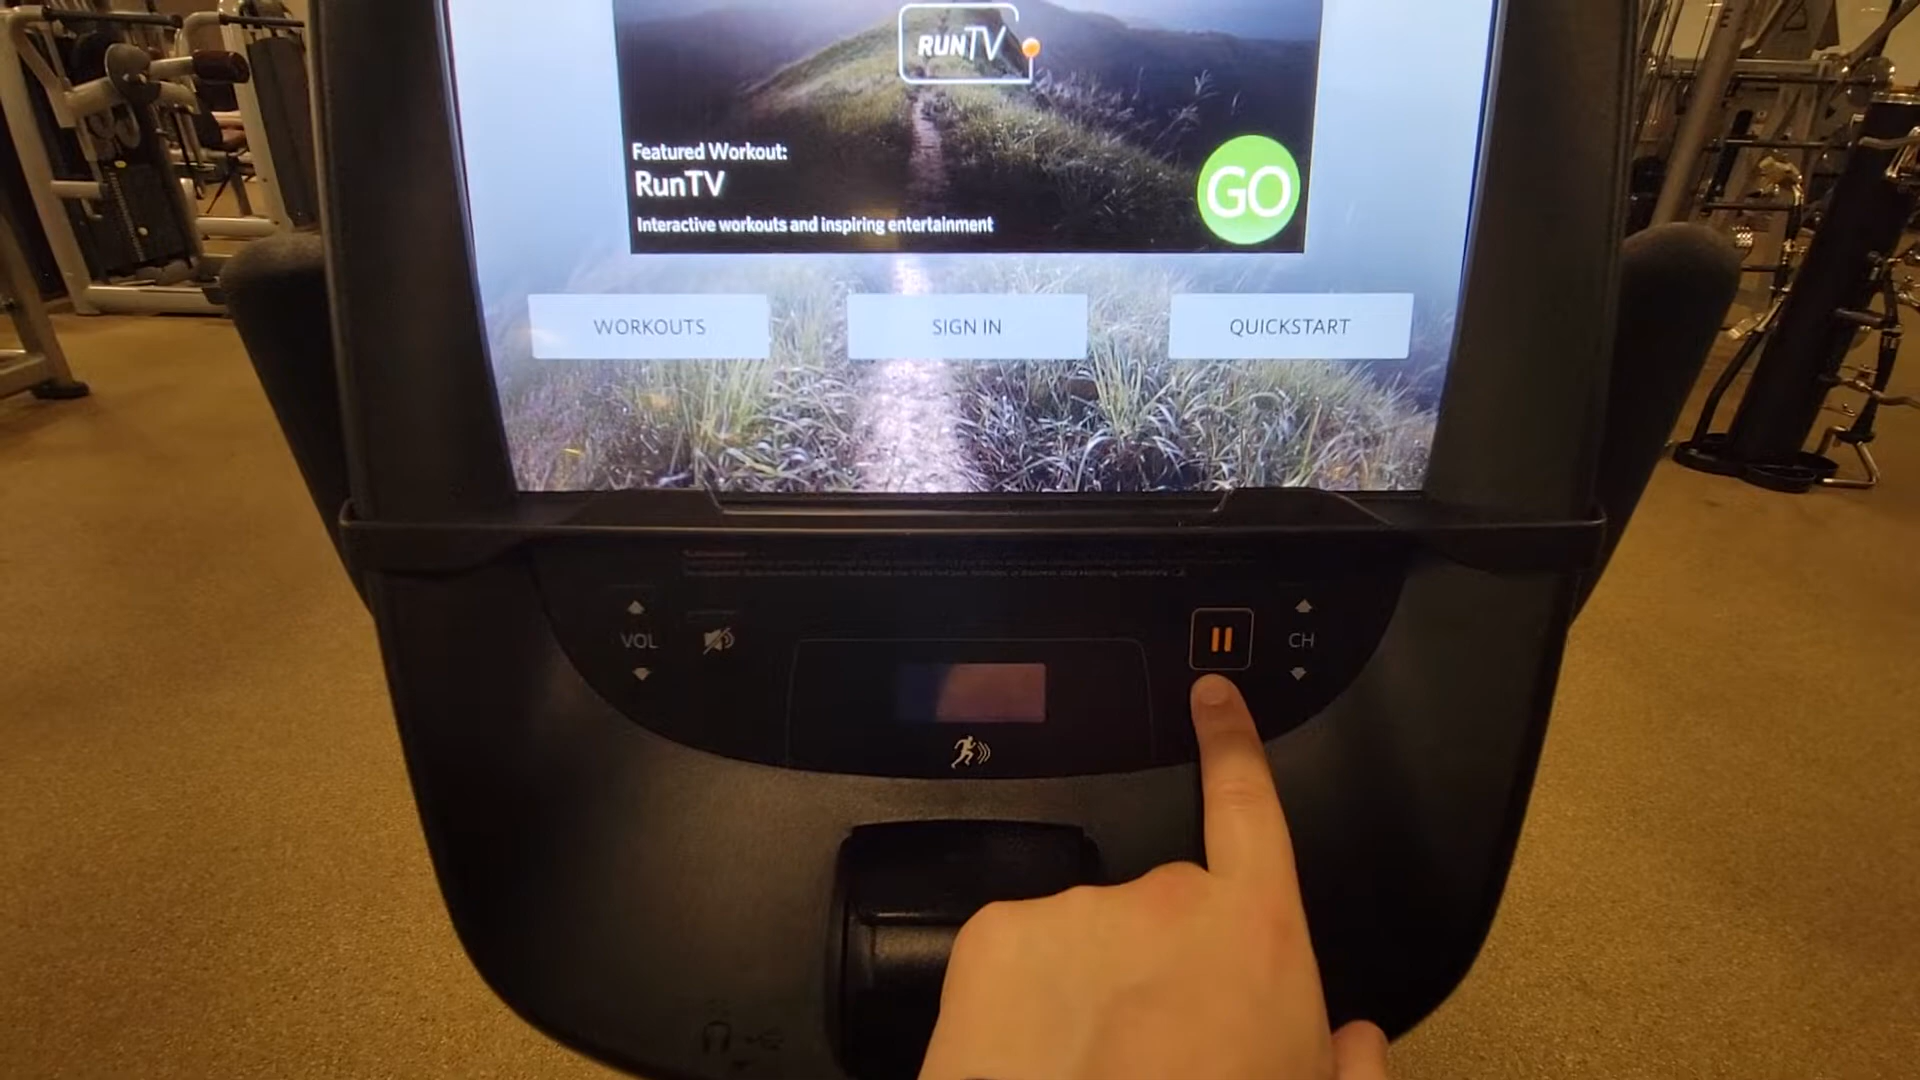 RUNTV
Featured Workout:
RunTV
GO
Interactive workouts and inspiring entertainment
WORKOUTS
SIGN IN
QUICKSTART
VOL
CH